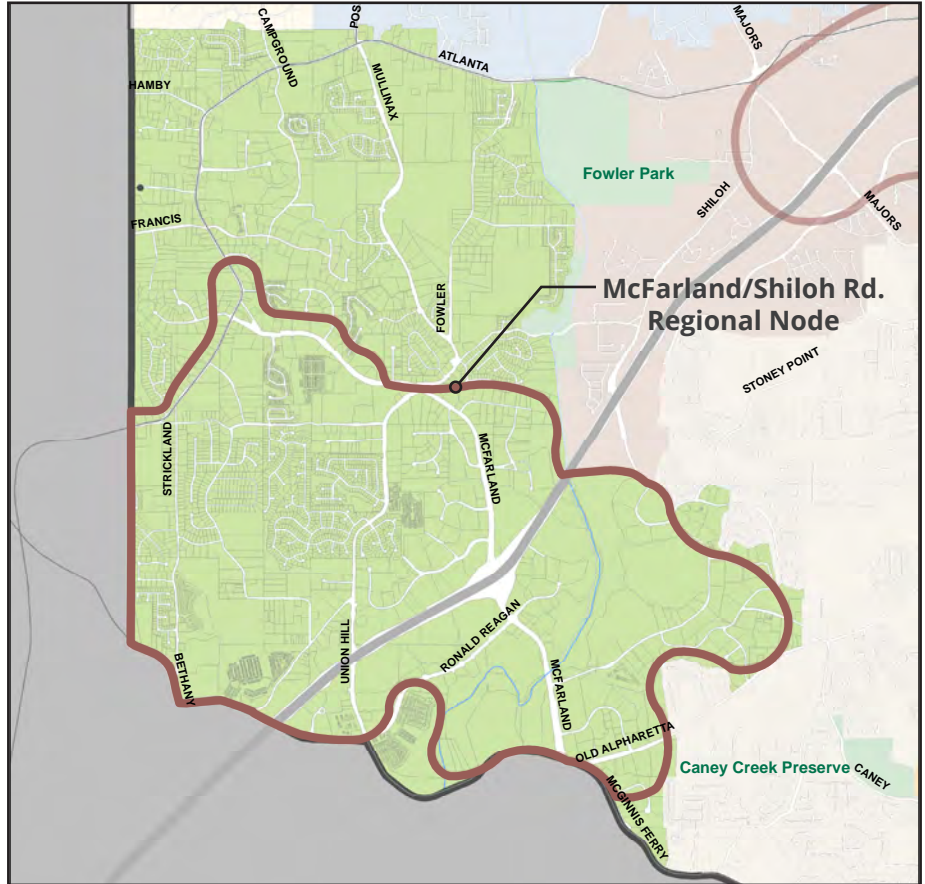 CAMPGROUND
POS
MAJORS
ATLANTA
HAMBY
MULLINAX
Fowler Park
SHILOH
MAJORS
FRANCIS
McFarland/Shiloh Rd.
Regional Node
FOWLER
STONEY POINT
STRICKLAND
MCFARLAND
RONALD REAGAN
UNION HILL
BETHANY
MCFARLAND
OLD ALPHARETTA
Caney Creek Preserve
CANEY
MCGINNIS FERRY